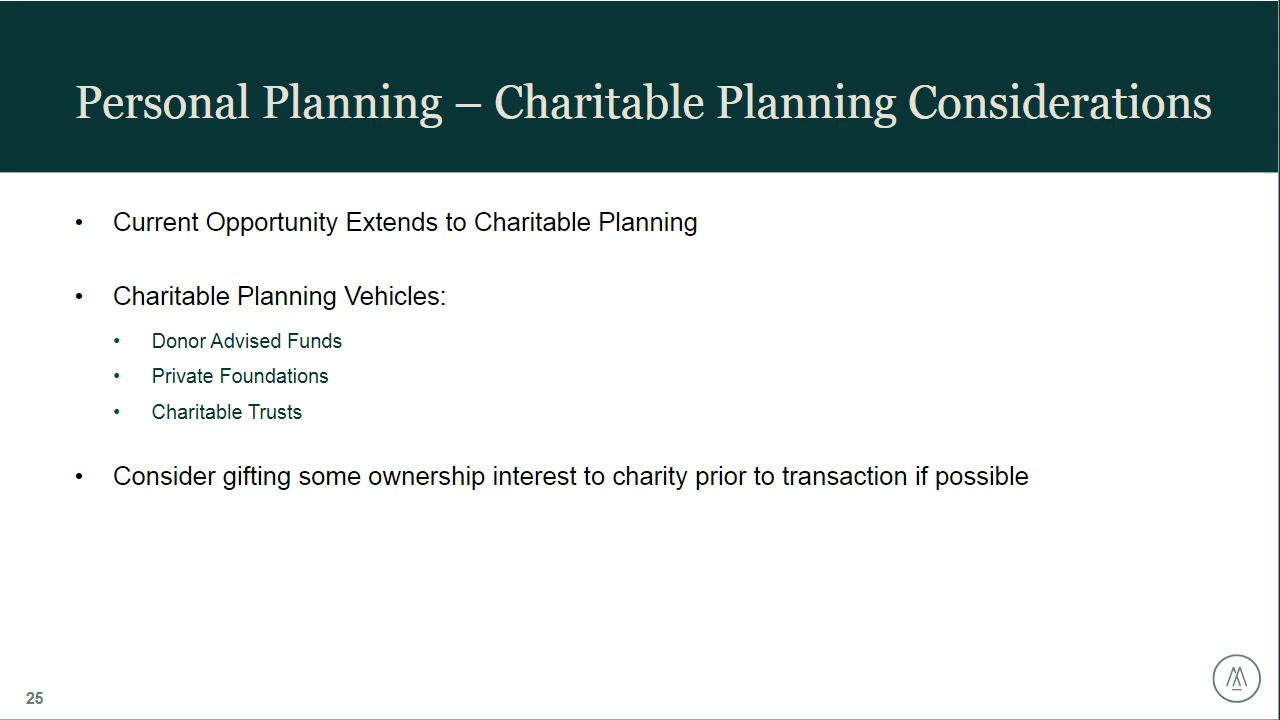 Personal Planning – Charitable Planning Considerations
• Current Opportunity Extends to Charitable Planning
• Charitable Planning Vehicles:
• Donor Advised Funds
• Private Foundations
• Charitable Trusts
• Consider gifting some ownership interest to charity prior to transaction if possible
25